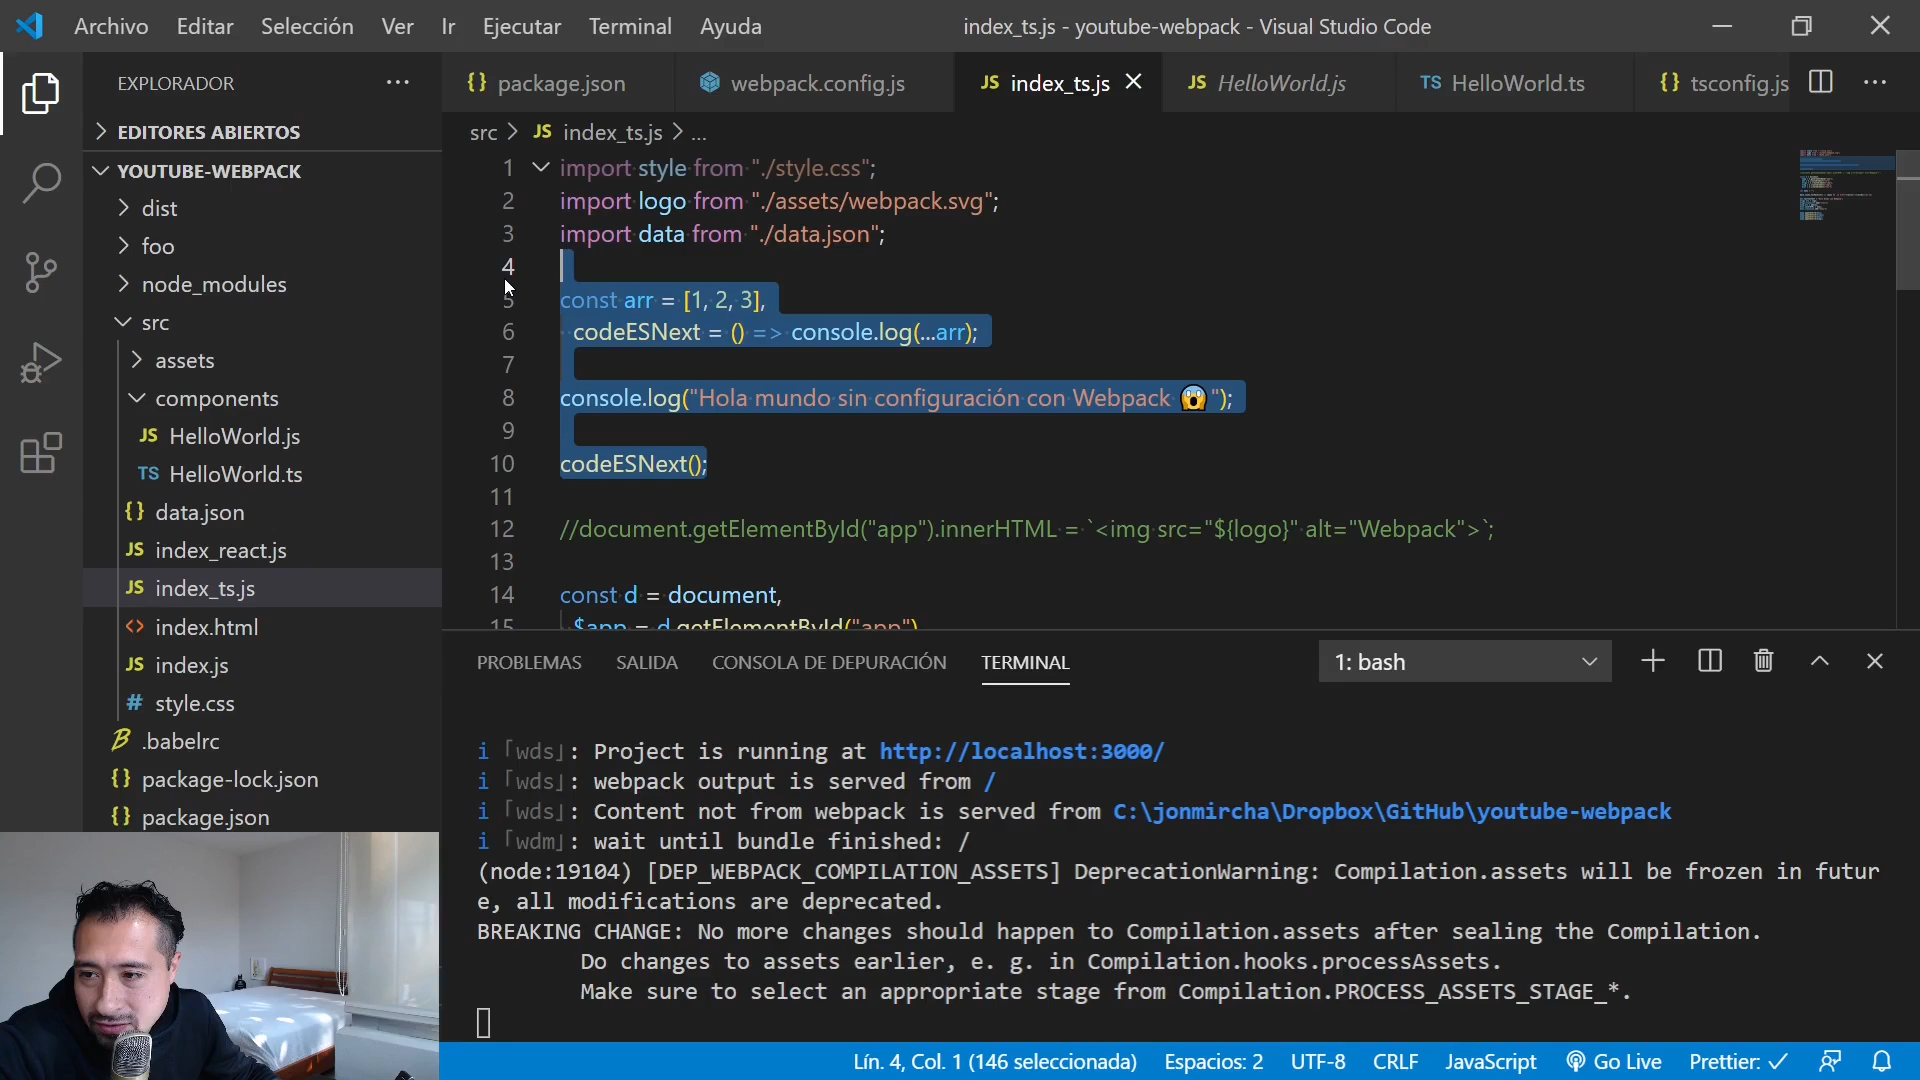 Archivo Editar Selección Ver Ir Ejecutar Terminal Ayuda index_ts.js - youtube-webpack - Visual Studio Code
EXPLORADOR
EDITORES ABIERTOS
YOUTUBE-WEBPACK
dist
foo
node_modules
src
assets
components
JS HelloWorld.js
TS HelloWorld.ts
{} data.json
JS index_react.js
JS index_ts.js
<> index.html
JS index.js
# style.css
.babelrc
{} package-lock.json
{} package.json
{} package.json webpack.config.js JS index_ts.js JS HelloWorld.js TS HelloWorld.ts {} tsconfig.js
src > JS index_ts.js > ...
1 import style from "./style.css";
2 import logo from "./assets/webpack.svg";
3 import data from "./data.json";
4
5 const arr = [1, 2, 3],
6 codeESNext = () => console.log(...arr);
7
8 console.log("Hola mundo sin configuración con Webpack 😱");
9
10 codeESNext();
11
12 //document.getElementById("app").innerHTML = `<img src="${logo}" alt="Webpack">`;
13
14 const d = document,
15 $app = d.getElementById("app")
PROBLEMAS SALIDA CONSOLA DE DEPURACIÓN TERMINAL 1: bash
i ｢wds｣: Project is running at http://localhost:3000/
i ｢wds｣: webpack output is served from /
i ｢wds｣: Content not from webpack is served from C:\jonmircha\Dropbox\GitHub\youtube-webpack
i ｢wdm｣: wait until bundle finished: /
(node:19104) [DEP_WEBPACK_COMPILATION_ASSETS] DeprecationWarning: Compilation.assets will be frozen in futur
e, all modifications are deprecated.
BREAKING CHANGE: No more changes should happen to Compilation.assets after sealing the Compilation.
Do changes to assets earlier, e. g. in Compilation.hooks.processAssets.
Make sure to select an appropriate stage from Compilation.PROCESS_ASSETS_STAGE_*.
Lín. 4, Col. 1 (146 seleccionada) Espacios: 2 UTF-8 CRLF JavaScript Go Live Prettier: ✓